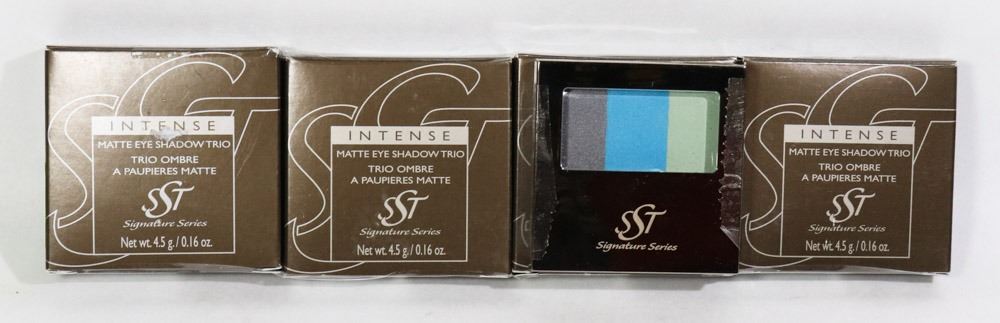 INTENSE
MATTE EYE SHADOW TRIO
TRIO OMBRE
A PAUPIERES MATTE
SST
Signature Series
Net wt. 4.5 g./0.16 oz.
INTENSE
MATTE EYE SHADOW TRIO
TRIO OMBRE
A PAUPIERES MATTE
SST
Signature Series
Net wt. 4.5 g./0.16 oz.
SST
Signature Series
INTENSE
MATTE EYE SHADOW TRIO
TRIO OMBRE
A PAUPIERES MATTE
SST
Signature Series
Net wt. 4.5 g./0.16 oz.